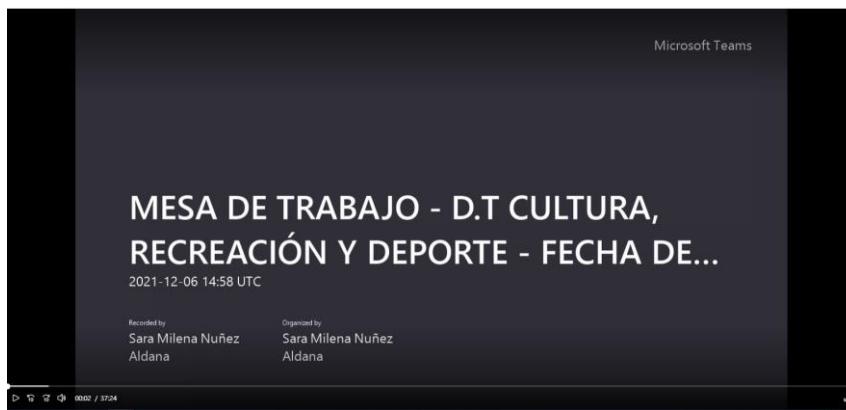 Microsoft Teams
MESA DE TRABAJO - D.T CULTURA,
RECREACIÓN Y DEPORTE - FECHA DE...
2021-12-06 14:58 UTC
Recorded by
Organized by
Sara Milena Nuñez
Aldana
Sara Milena Nuñez
Aldana
00:02 / 37:24